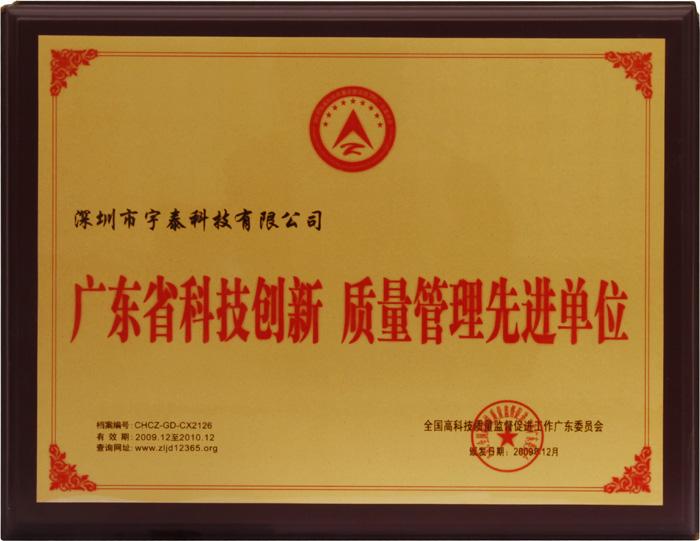 深圳市宇泰科技有限公司
广东省科技创新 质量管理先进单位
档案编号: CHCZ-GD-CX2126
有 效 期: 2009.12至2010.12
查询网址: www.zljd12365.org
全国高科技质量监督促进工作广东委员会
颁发日期: 2009年12月